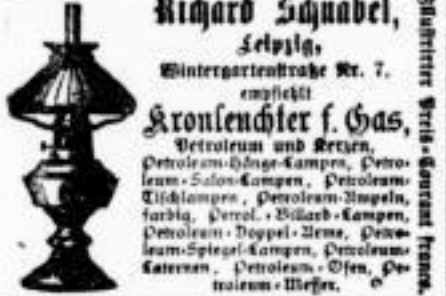 Richard Schnabel,
Leipzig,
Wintergartenstraße Nr. 7.
empfiehlt
Kronleuchter f. Gas,
Petroleum und Kerzen,
Petroleum-Hänge-Lampen, Petro-
leum-Salon-Lampen, Petroleum-
Tischlampen, Petroleum-Ampeln,
farbig, Petrol.-Billard-Lampen,
Petroleum-Doppel-Arme, Petro-
leum-Spiegel-Lampen, Petroleum-
Laternen, Petroleum-Öfen, Pe-
troleum-Messer.
Illustrirter Preis-Courant franco.